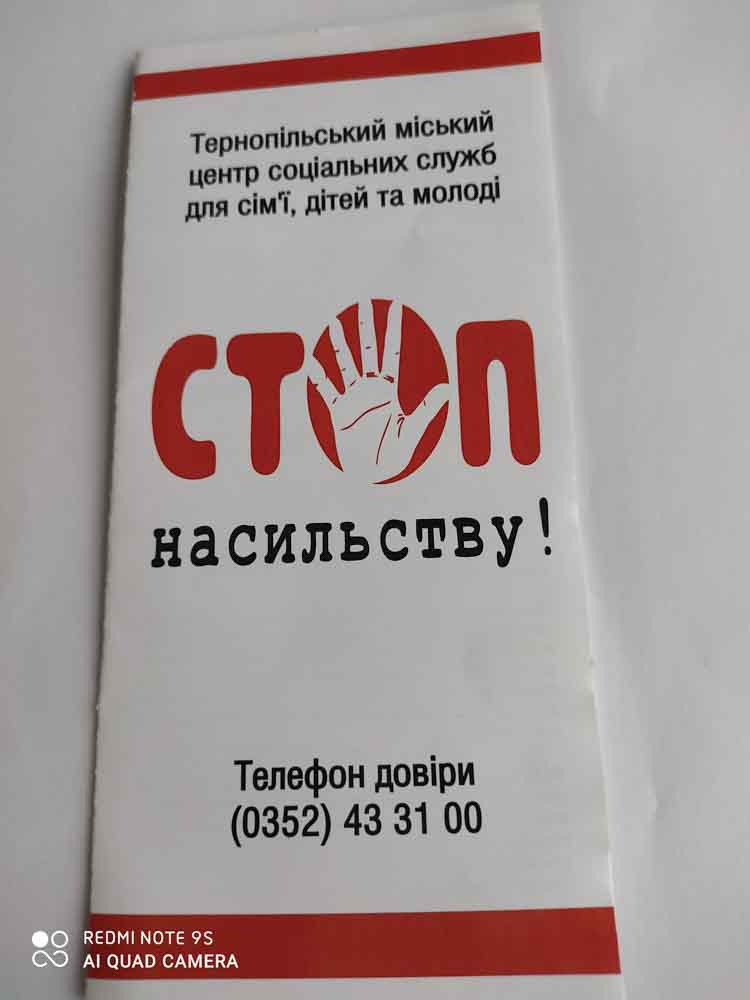 Тернопільський міський
центр соціальних служб
для сім'ї, дітей та молоді
СТОП
насильству!
Телефон довіри
(0352) 43 31 00
REDMI NOTE 9S
AI QUAD CAMERA